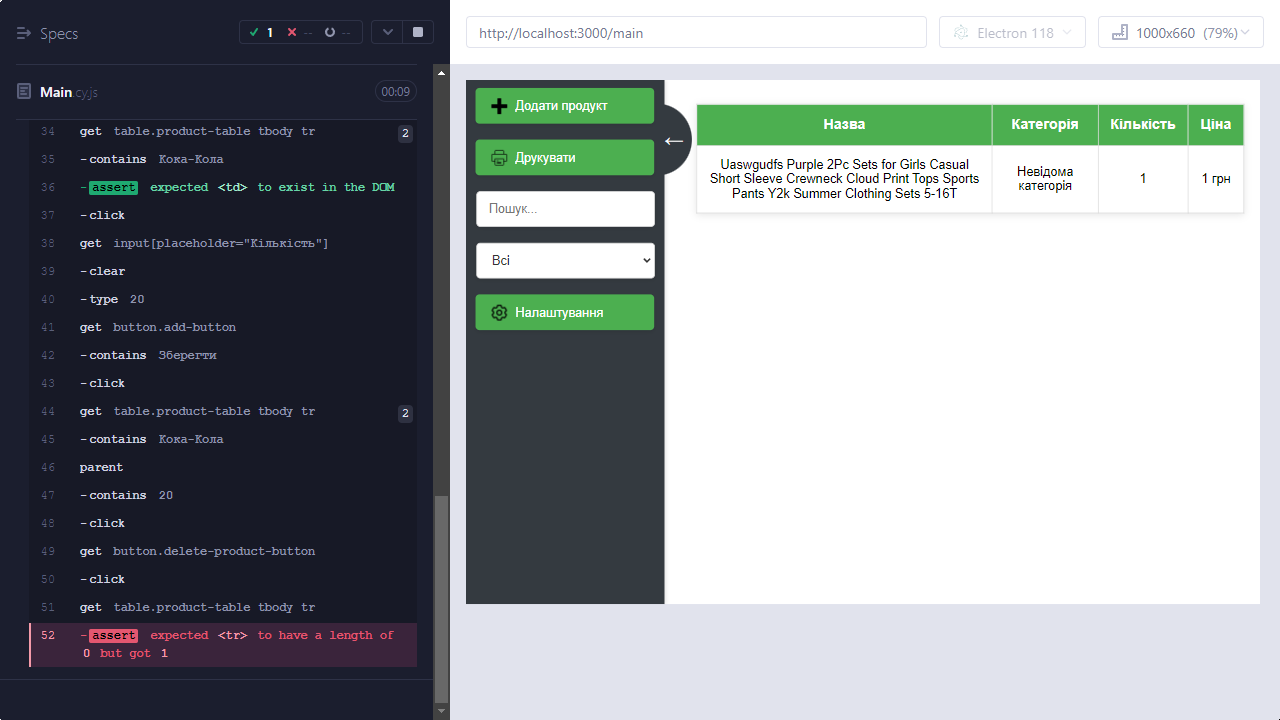 Specs
1 -- --
Main.cy.js 00:09
34 get table.product-table tbody tr 2
35 -contains Кока-Кола
36 -assert expected <td> to exist in the DOM
37 -click
38 get input[placeholder="Кількість"]
39 -clear
40 -type 20
41 get button.add-button
42 -contains Зберегти
43 -click
44 get table.product-table tbody tr 2
45 -contains Кока-Кола
46 parent
47 -contains 20
48 -click
49 get button.delete-product-button
50 -click
51 get table.product-table tbody tr
52 -assert expected <tr> to have a length of
0 but got 1
http://localhost:3000/main
Electron 118
1000x660 (79%)
Додати продукт
Друкувати
Пошук...
Всі
Налаштування
←
Назва Категорія Кількість Ціна
Uaswgudfs Purple 2Pc Sets for Girls Casual
Short Sleeve Crewneck Cloud Print Tops Sports
Pants Y2k Summer Clothing Sets 5-16T
Невідома
категорія
1
1 грн